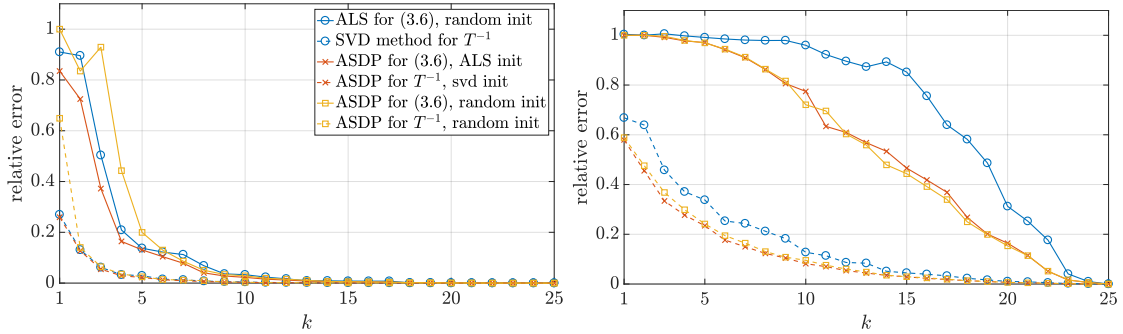 1
0.8
0.6
0.4
0.2
0
relative error
1
5
10
15
20
25
k
ALS for (3.6), random init
SVD method for T⁻¹
ASDP for (3.6), ALS init
ASDP for T⁻¹, svd init
ASDP for (3.6), random init
ASDP for T⁻¹, random init
1
0.8
0.6
0.4
0.2
0
relative error
1
5
10
15
20
25
k